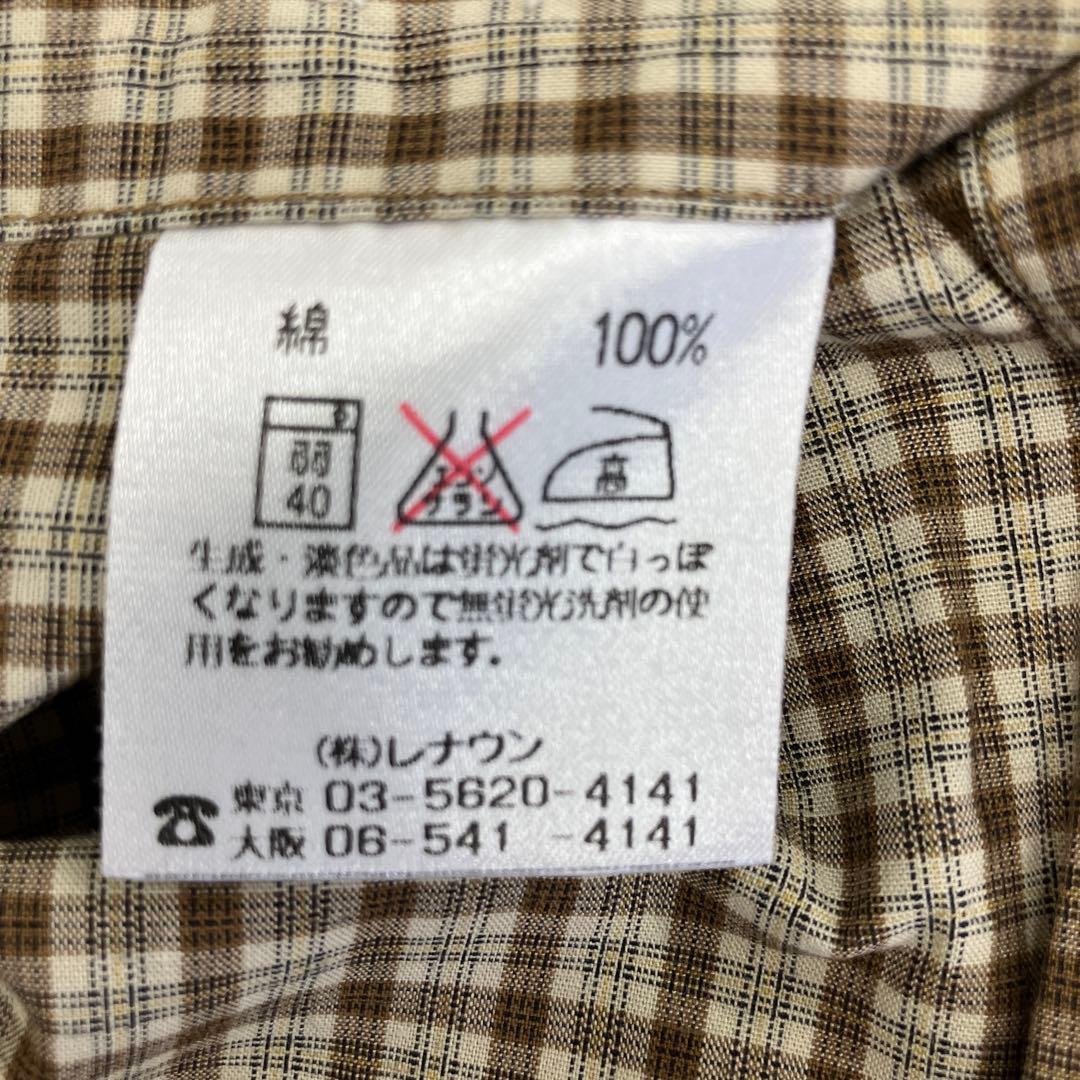 綿 100%
弱
40
エンソ
サラシ
高
生成・淡色品は蛍光剤で白っぽ
くなりますので無蛍光洗剤の使
用をお勧めします.
(株)レナウン
☎ 東京 03-5620-4141
大阪 06-541 -4141